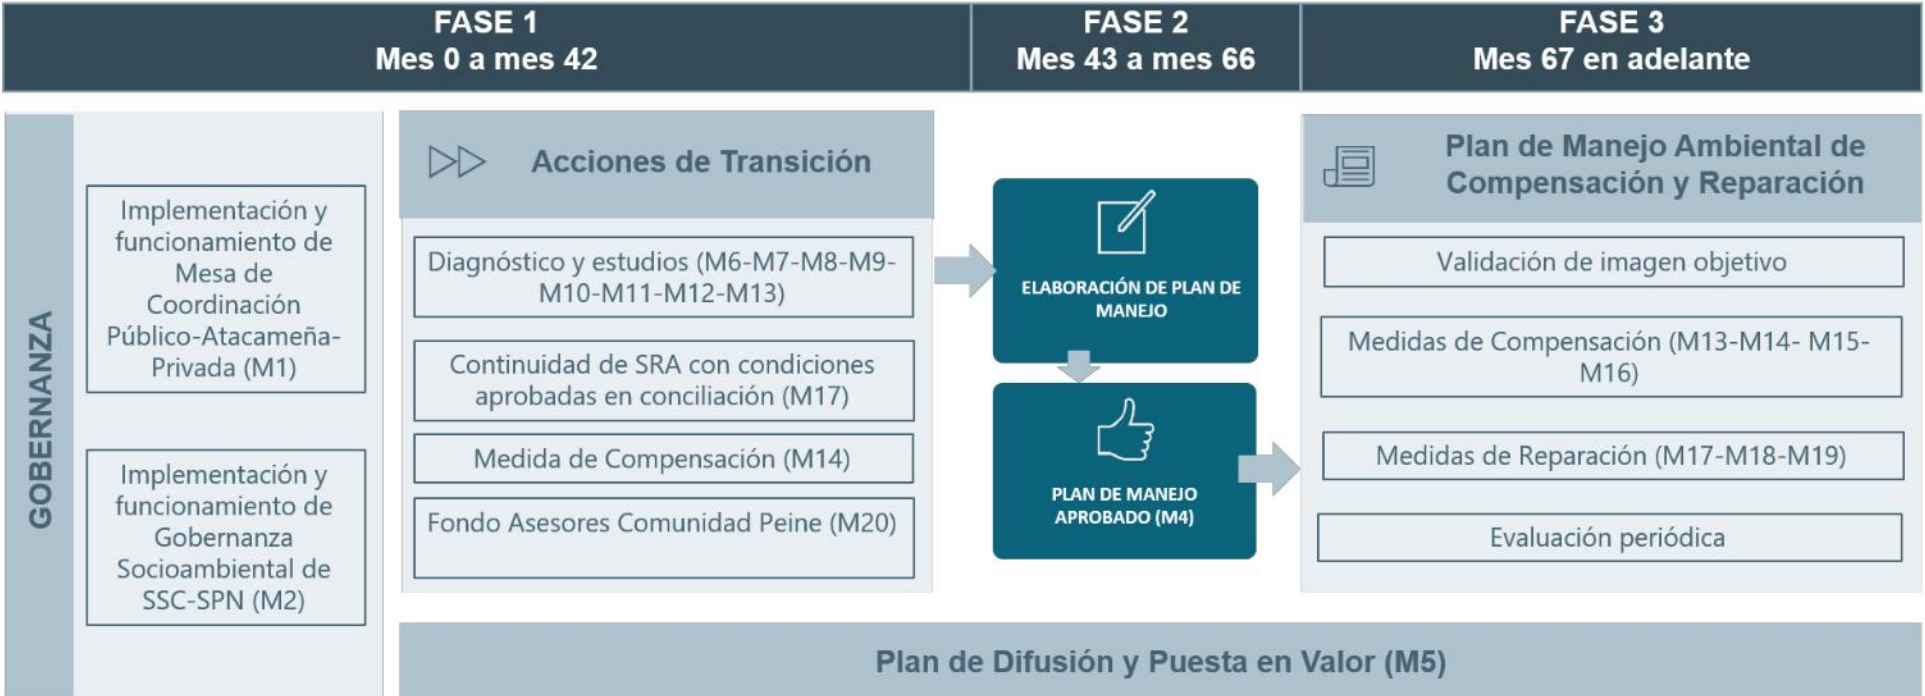 FASE 1
Mes 0 a mes 42
FASE 2
Mes 43 a mes 66
FASE 3
Mes 67 en adelante
GOBERNANZA
Implementación y
funcionamiento de
Mesa de
Coordinación
Público-Atacameña-
Privada (M1)
Implementación y
funcionamiento de
Gobernanza
Socioambiental de
SSC-SPN (M2)
Acciones de Transición
Diagnóstico y estudios (M6-M7-M8-M9-
M10-M11-M12-M13)
Continuidad de SRA con condiciones
aprobadas en conciliación (M17)
Medida de Compensación (M14)
Fondo Asesores Comunidad Peine (M20)
ELABORACIÓN DE PLAN DE
MANEJO
PLAN DE MANEJO
APROBADO (M4)
Plan de Manejo Ambiental de
Compensación y Reparación
Validación de imagen objetivo
Medidas de Compensación (M13-M14- M15-
M16)
Medidas de Reparación (M17-M18-M19)
Evaluación periódica
Plan de Difusión y Puesta en Valor (M5)